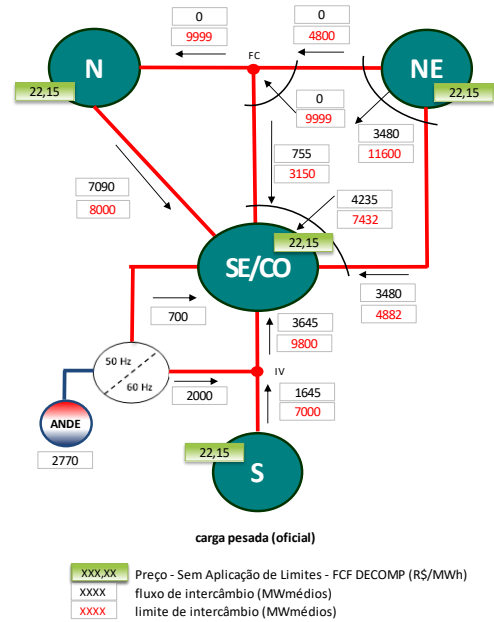 0
9999
0
4800
FC
N
22,15
NE
22,15
0
9999
3480
11600
755
3150
7090
8000
4235
7432
22,15
SE/CO
3480
4882
700
3645
9800
50 Hz
60 Hz
IV
2000
1645
7000
ANDE
2770
22,15
S
carga pesada (oficial)
XXX,XX Preço - Sem Aplicação de Limites - FCF DECOMP (R$/MWh)
XXXX fluxo de intercâmbio (MWmédios)
XXXX limite de intercâmbio (MWmédios)